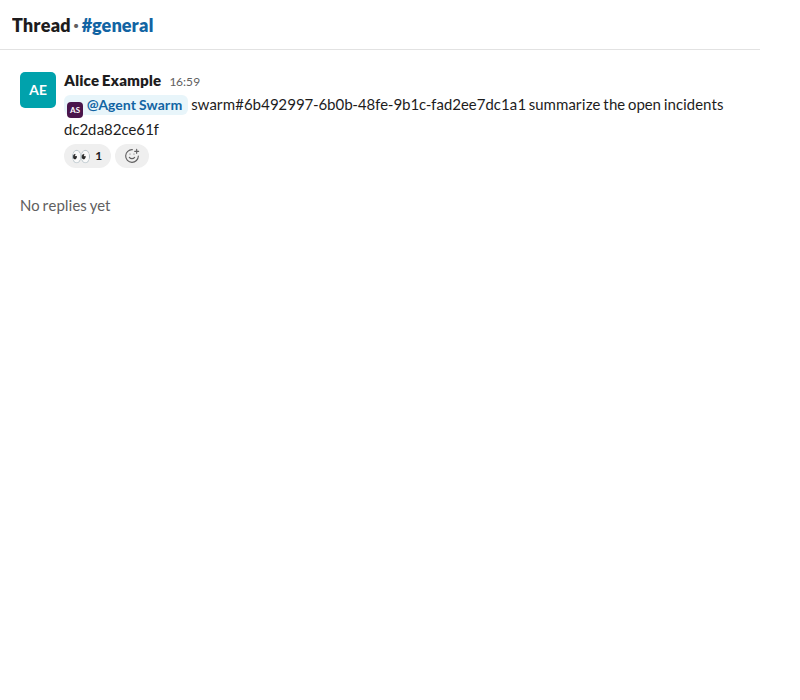 Thread • #general
AE
Alice Example 16:59
AS @Agent Swarm swarm#6b492997-6b0b-48fe-9b1c-fad2ee7dc1a1 summarize the open incidents
dc2da82ce61f
1
No replies yet